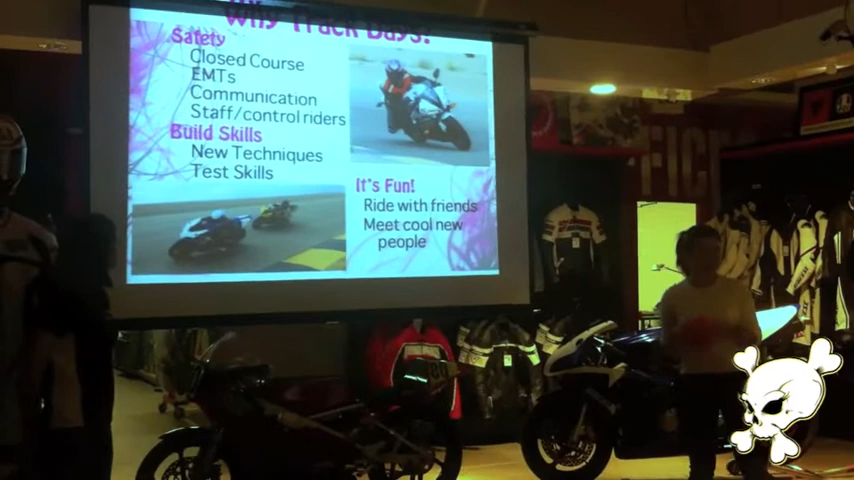 Why Track Days?
Safety
Closed Course
EMTs
Communication
Staff/control riders
Build Skills
New Techniques
Test Skills
It's Fun!
Ride with friends
Meet cool new
people